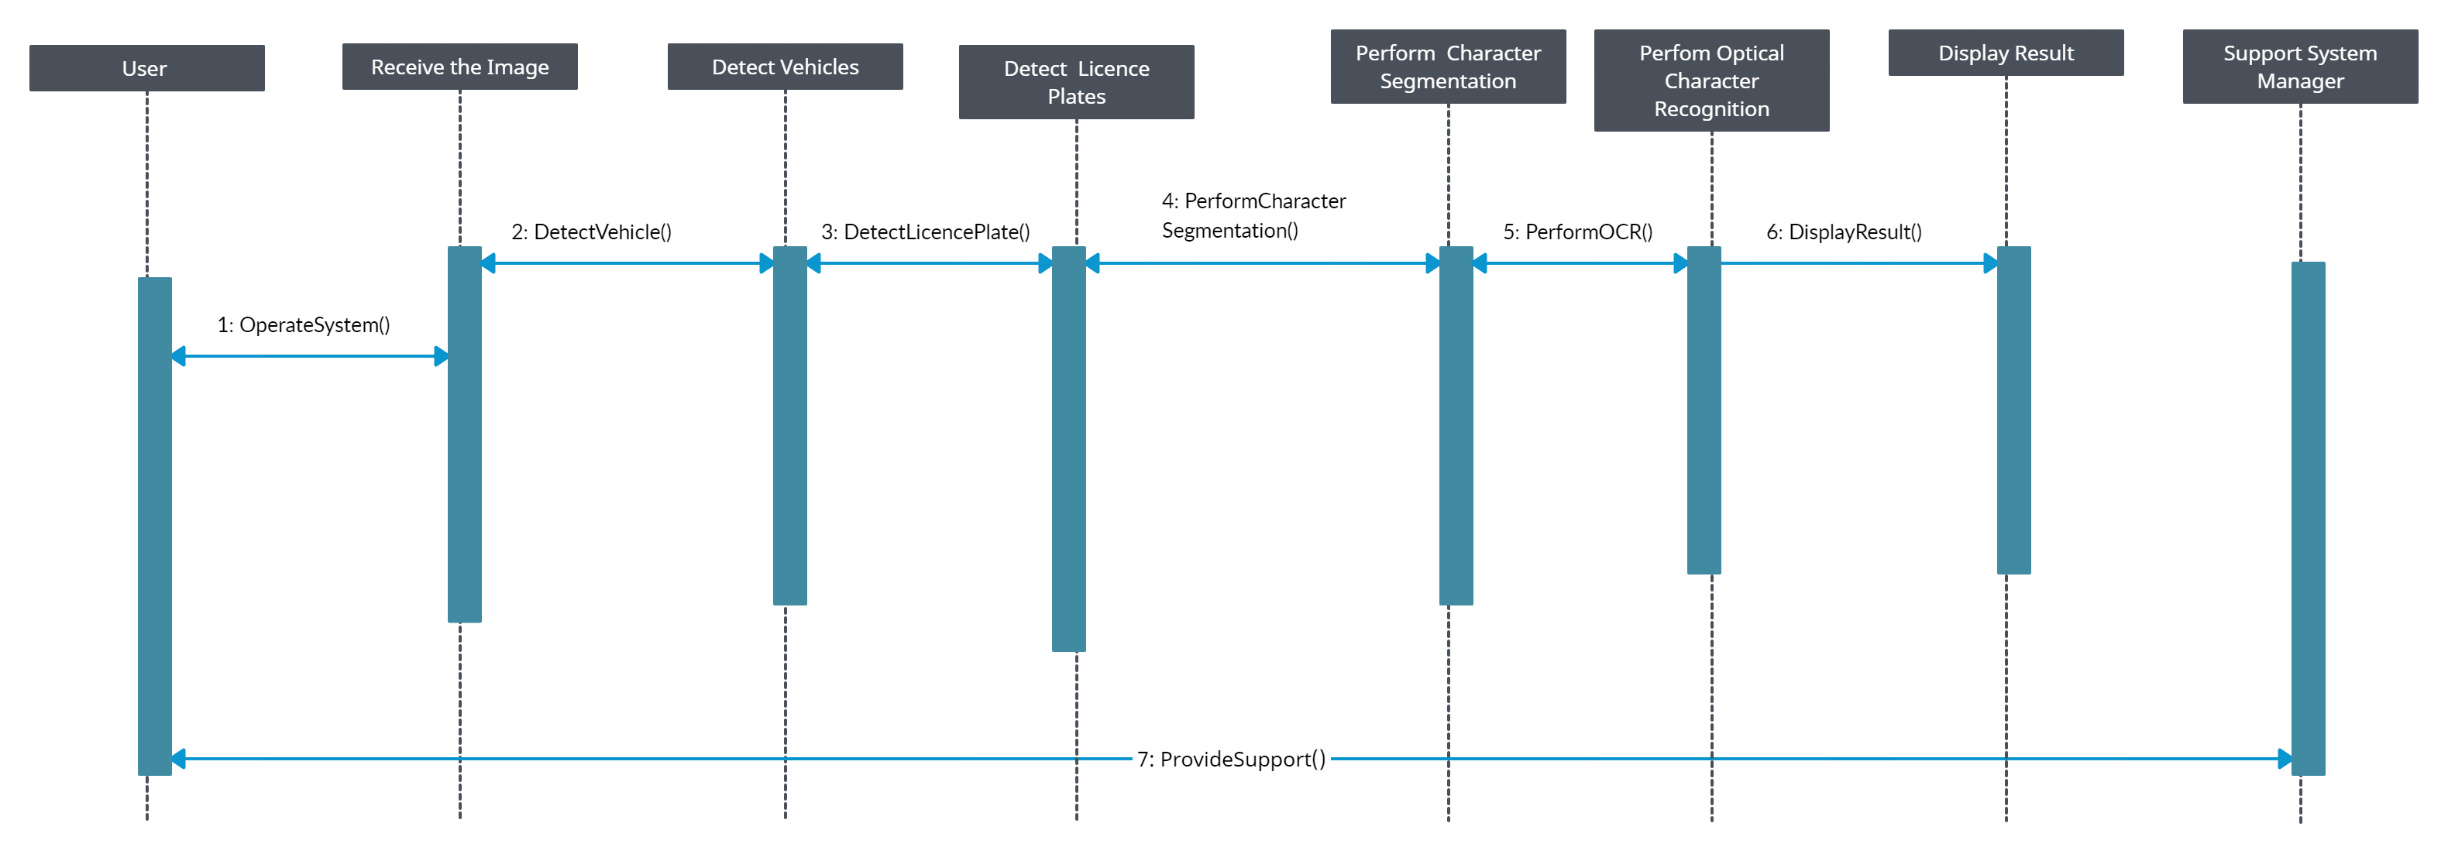 User
Receive the Image
Detect Vehicles
Detect  Licence
Plates
Perform  Character
Segmentation
Perfom Optical
Character
Recognition
Display Result
Support System
Manager
1: OperateSystem()
2: DetectVehicle()
3: DetectLicencePlate()
4: PerformCharacter
Segmentation()
5: PerformOCR()
6: DisplayResult()
7: ProvideSupport()